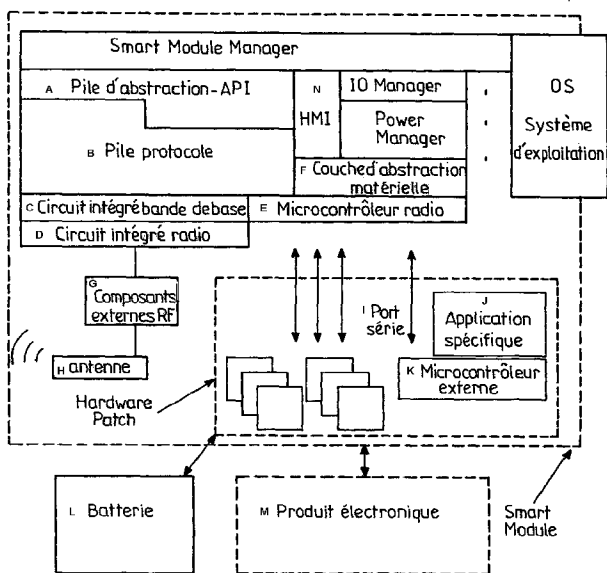 Smart Module Manager
A Pile d'abstraction-API
N
HMI
IO Manager
Power
Manager
OS
Système
d'exploitation
B Pile protocole
F Couche d'abstraction
matérielle
C Circuit intégré bande de base
E Microcontrôleur radio
D Circuit intégré radio
G
Composants
externes RF
I Port
série
J
Application
spécifique
H antenne
K Microcontrôleur
externe
Hardware
Patch
L Batterie
M Produit électronique
Smart
Module